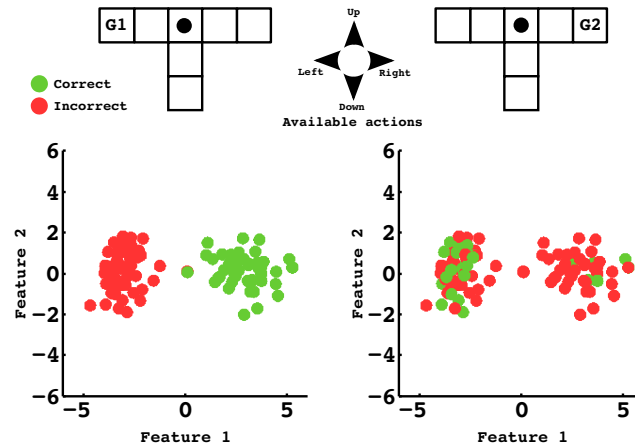 G1
G2
Up
Left
Right
Down
Available actions
Correct
Incorrect
6
4
2
0
−2
−4
−6
Feature 2
−5
0
5
Feature 1
6
4
2
0
−2
−4
−6
Feature 2
−5
0
5
Feature 1